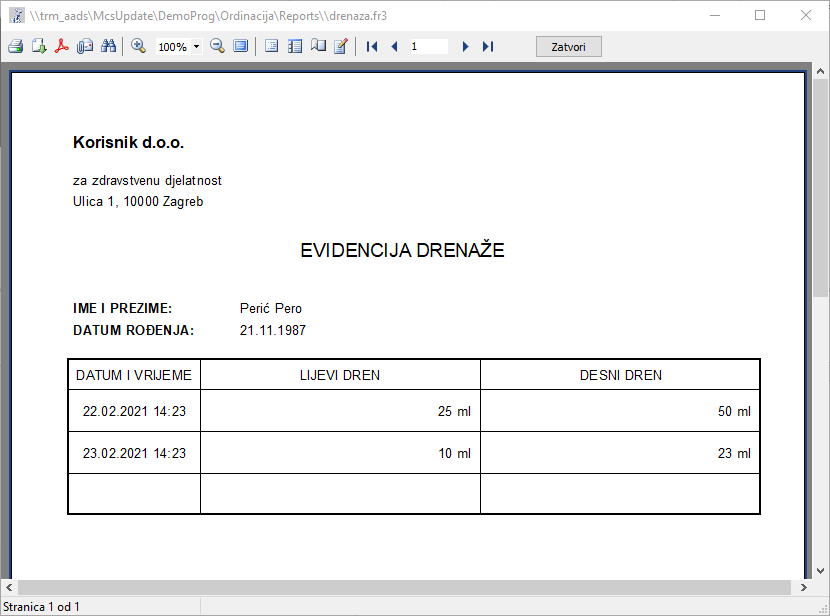 \\trm_aads\McsUpdate\DemoProg\Ordinacija\Reports\\drenaza.fr3
100% 1 Zatvori
Korisnik d.o.o.
za zdravstvenu djelatnost
Ulica 1, 10000 Zagreb
EVIDENCIJA DRENAŽE
IME I PREZIME: Perić Pero
DATUM ROĐENJA: 21.11.1987
DATUM I VRIJEME LIJEVI DREN DESNI DREN
22.02.2021 14:23 25 ml 50 ml
23.02.2021 14:23 10 ml 23 ml
Stranica 1 od 1